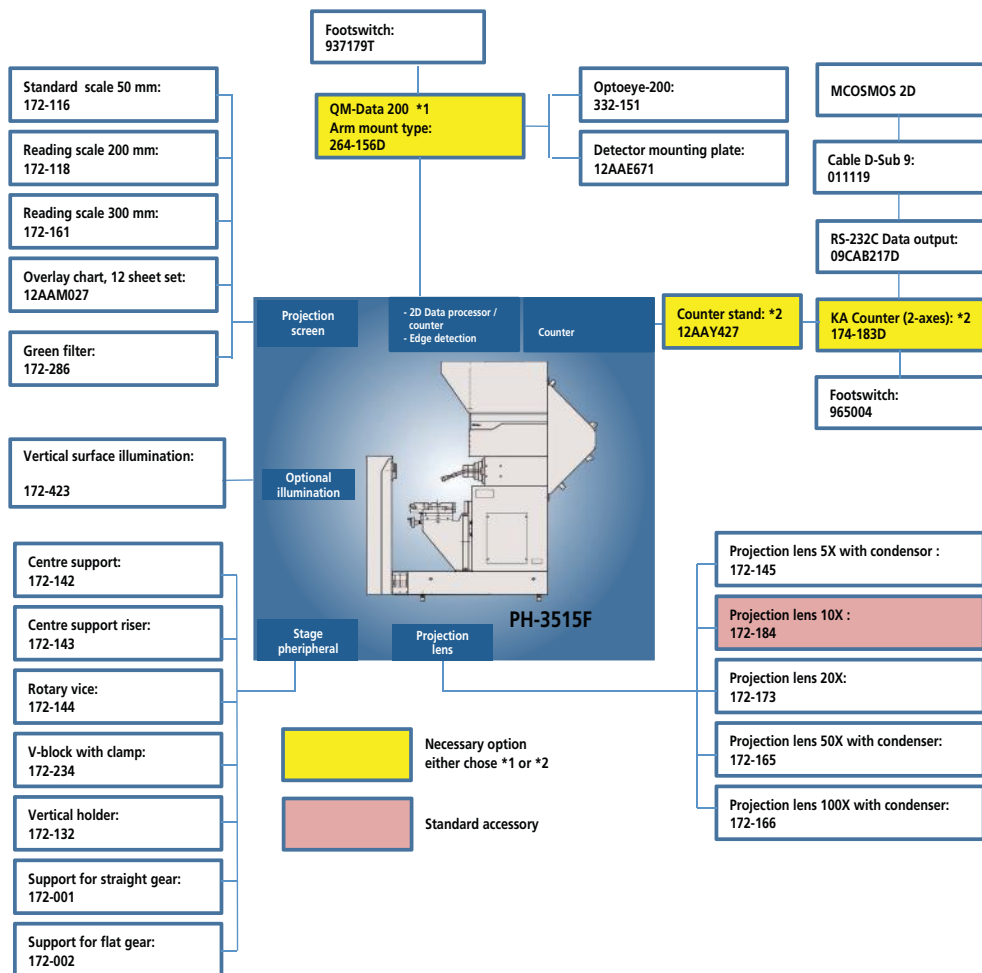 Footswitch:
937179T
Standard scale 50 mm:
172-116
Reading scale 200 mm:
172-118
Reading scale 300 mm:
172-161
Overlay chart, 12 sheet set:
12AAM027
Green filter:
172-286
QM-Data 200 *1
Arm mount type:
264-156D
Optoeye-200:
332-151
Detector mounting plate:
12AAE671
MCOSMOS 2D
Cable D-Sub 9:
011119
RS-232C Data output:
09CAB217D
Projection
screen
- 2D Data processor /
counter
- Edge detection
Counter
Counter stand: *2
12AAY427
KA Counter (2-axes): *2
174-183D
Footswitch:
965004
Vertical surface illumination:
172-423
Optional
illumination
PH-3515F
Centre support:
172-142
Centre support riser:
172-143
Rotary vice:
172-144
V-block with clamp:
172-234
Vertical holder:
172-132
Support for straight gear:
172-001
Support for flat gear:
172-002
Stage
pheripheral
Projection
lens
Projection lens 5X with condensor :
172-145
Projection lens 10X :
172-184
Projection lens 20X:
172-173
Projection lens 50X with condenser:
172-165
Projection lens 100X with condenser:
172-166
Necessary option
either chose *1 or *2
Standard accessory